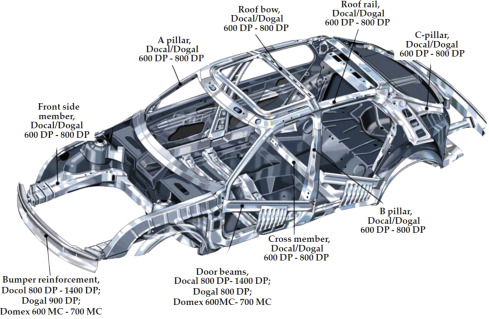 Roof bow,
Docal/Dogal
600 DP - 800 DP
Roof rail,
Docal/Dogal
600 DP - 800 DP
A pillar,
Docal/Dogal
600 DP - 800 DP
C-pillar,
Docal/Dogal
600 DP - 800 DP
Front side
member,
Docal/Dogal
600 DP - 800 DP
B pillar,
Docal/Dogal
600 DP - 800 DP
Cross member,
Docal/Dogal
600 DP - 800 DP
Door beams,
Docal 800 DP- 1400 DP;
Dogal 800 DP;
Domex 600MC- 700 MC
Bumper reinforcement,
Docol 800 DP - 1400 DP;
Dogal 900 DP;
Domex 600 MC - 700 MC